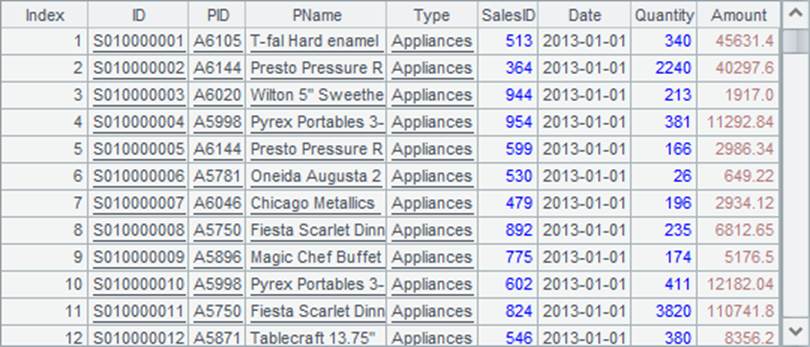 Index ID PID PName Type SalesID Date Quantity Amount
1 S010000001 A6105 T-fal Hard enamel Appliances 513 2013-01-01 340 45631.4
2 S010000002 A6144 Presto Pressure R Appliances 364 2013-01-01 2240 40297.6
3 S010000003 A6020 Wilton 5" Sweethe Appliances 944 2013-01-01 213 1917.0
4 S010000004 A5998 Pyrex Portables 3- Appliances 954 2013-01-01 381 11292.84
5 S010000005 A6144 Presto Pressure R Appliances 599 2013-01-01 166 2986.34
6 S010000006 A5781 Oneida Augusta 2 Appliances 530 2013-01-01 26 649.22
7 S010000007 A6046 Chicago Metallics Appliances 479 2013-01-01 196 2934.12
8 S010000008 A5750 Fiesta Scarlet Dinn Appliances 892 2013-01-01 235 6812.65
9 S010000009 A5896 Magic Chef Buffet Appliances 775 2013-01-01 174 5176.5
10 S010000010 A5998 Pyrex Portables 3- Appliances 602 2013-01-01 411 12182.04
11 S010000011 A5750 Fiesta Scarlet Dinn Appliances 824 2013-01-01 3820 110741.8
12 S010000012 A5871 Tablecraft 13.75" Appliances 546 2013-01-01 380 8356.2